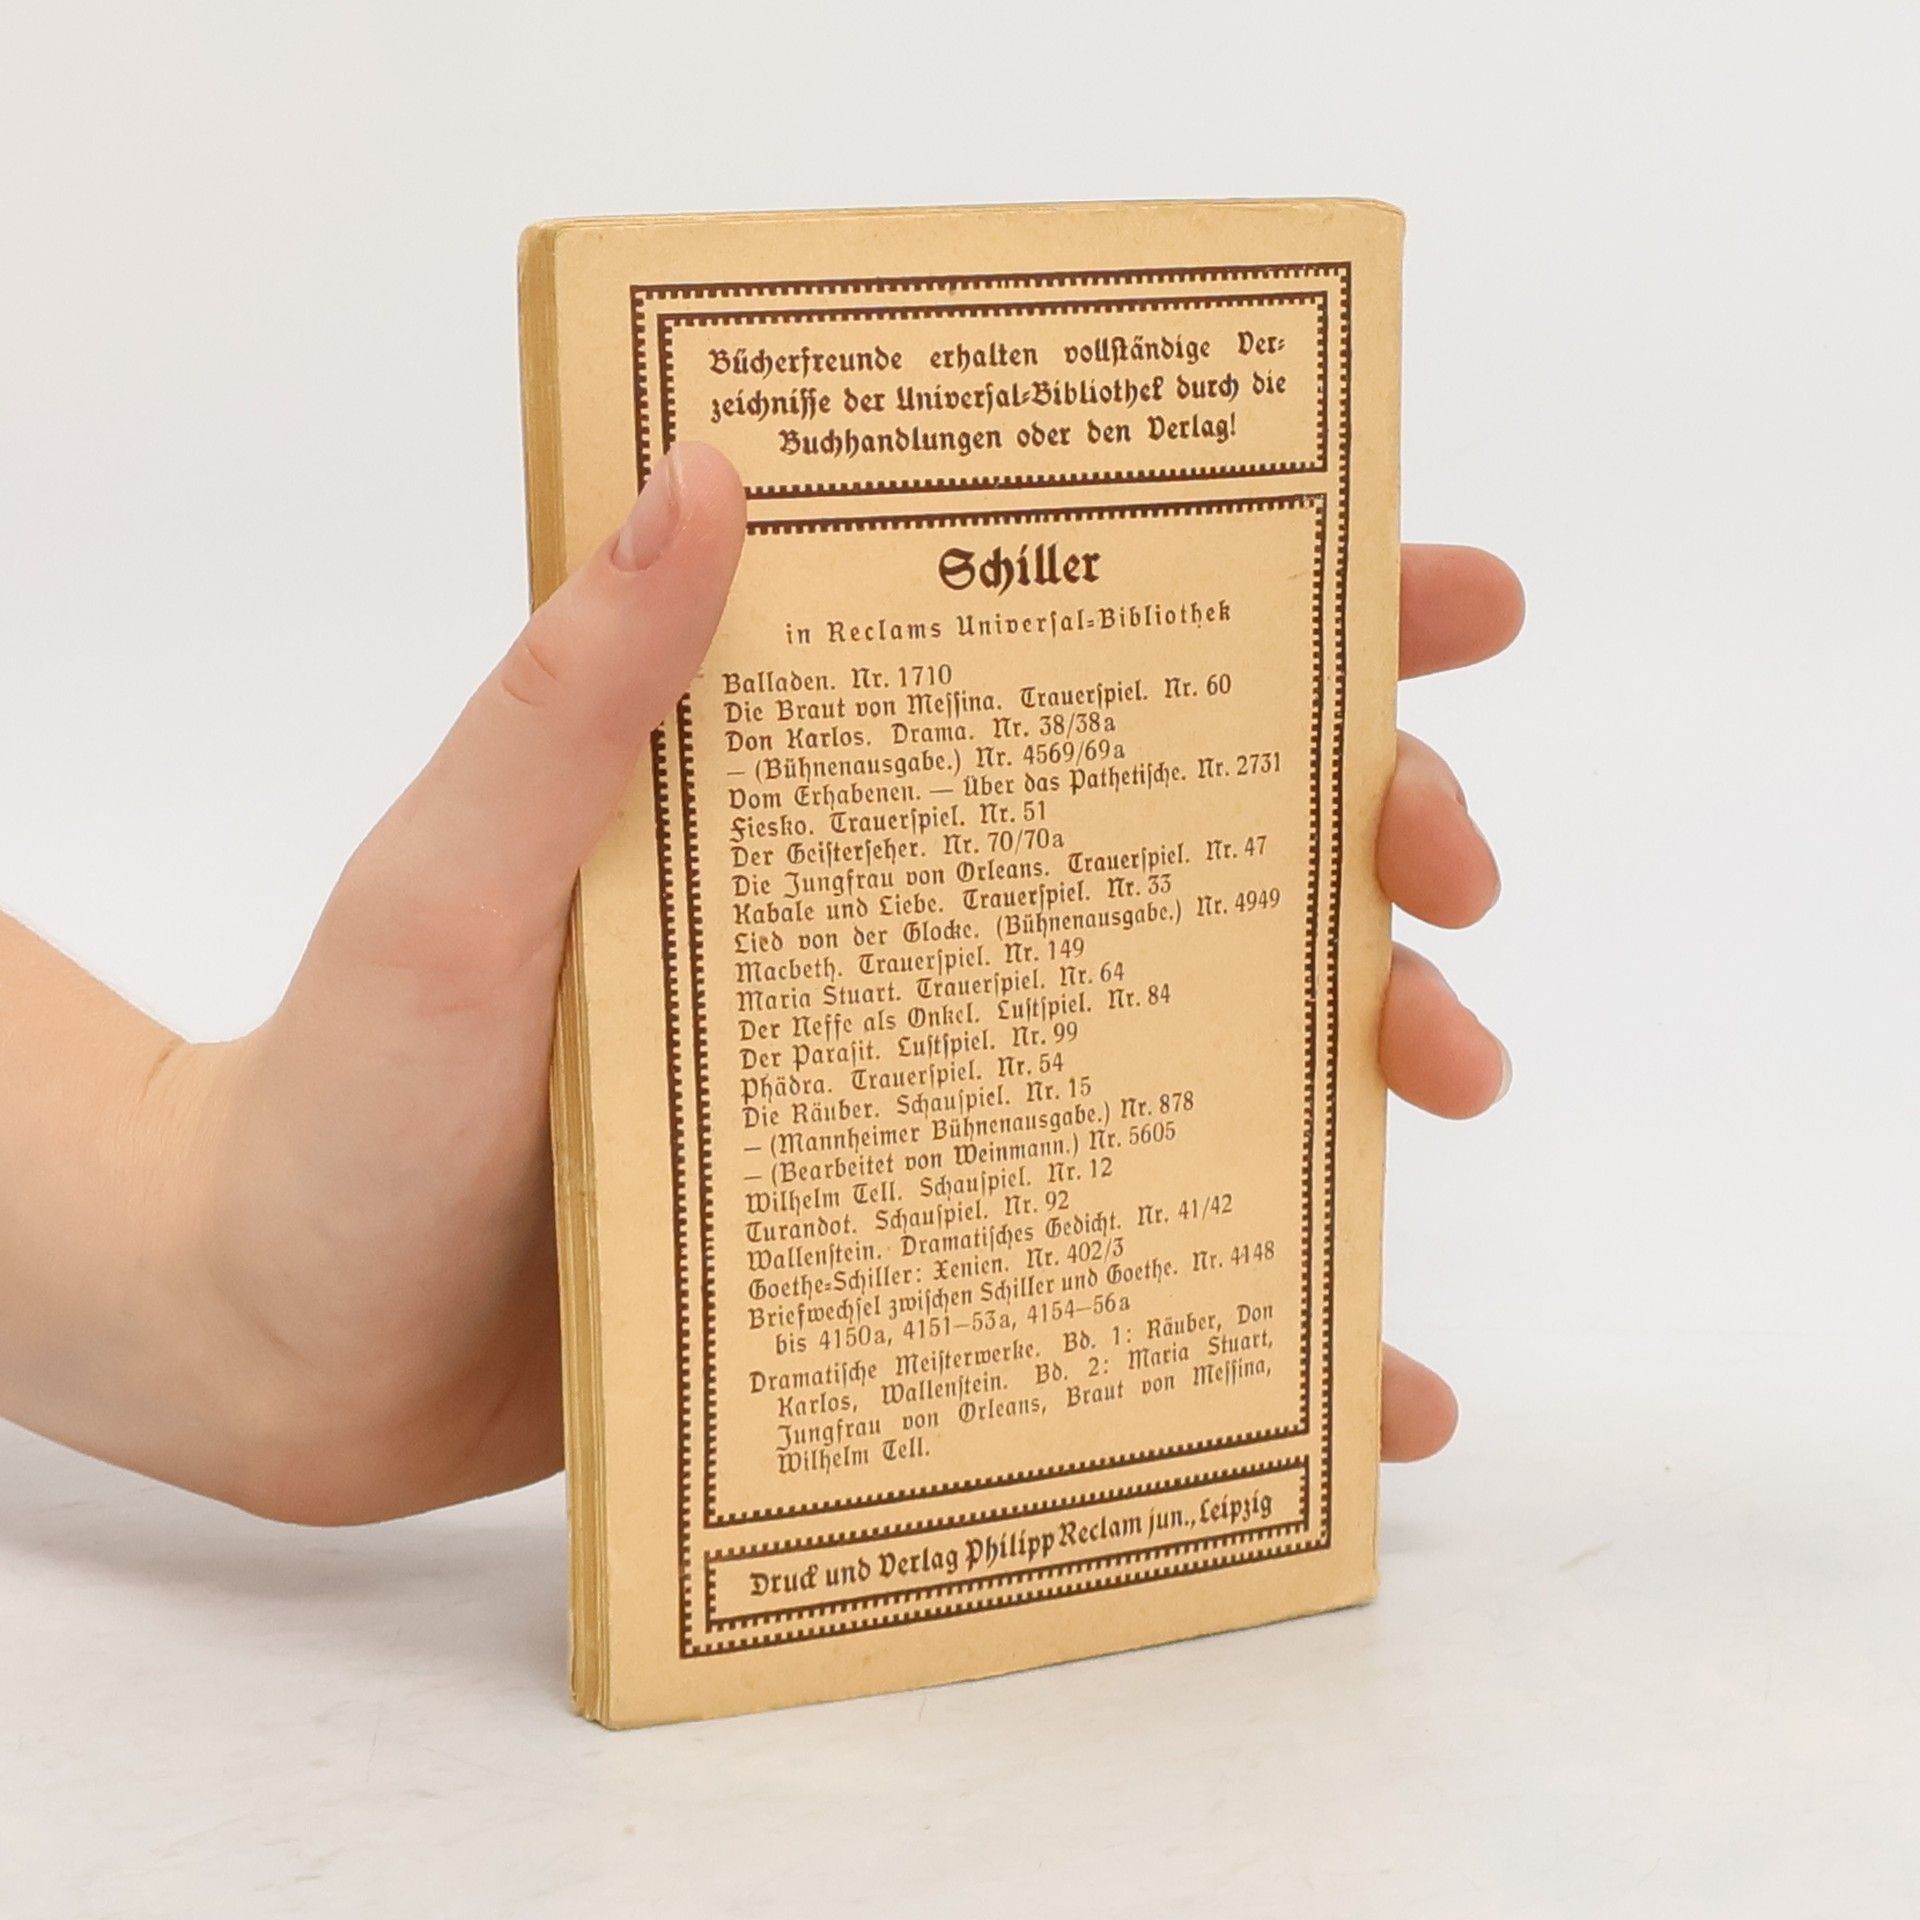 Bücherfreunde erhalten vollständige Ver-
zeichnisse der Universal-Bibliothek durch die
Buchhandlungen oder den Verlag!
Schiller
in Reclams Universal-Bibliothek
Balladen. Nr. 1710
Die Braut von Messina. Trauerspiel. Nr. 60
Don Karlos. Drama. Nr. 38/38a
— (Bühnenausgabe.) Nr. 4569/69a
Vom Erhabenen. — Über das Pathetische. Nr. 2731
Fiesko. Trauerspiel. Nr. 51
Der Geisterseher. Nr. 70/70a
Die Jungfrau von Orleans. Trauerspiel. Nr. 47
Kabale und Liebe. Trauerspiel. Nr. 33
Lied von der Glocke. (Bühnenausgabe.) Nr. 4949
Macbeth. Trauerspiel. Nr. 149
Maria Stuart. Trauerspiel. Nr. 64
Der Neffe als Onkel. Lustspiel. Nr. 84
Der Parasit. Lustspiel. Nr. 99
Phädra. Trauerspiel. Nr. 54
Die Räuber. Schauspiel. Nr. 15
— (Mannheimer Bühnenausgabe.) Nr. 878
— (Bearbeitet von Weinmann.) Nr. 5605
Wilhelm Tell. Schauspiel. Nr. 12
Turandot. Schauspiel. Nr. 92
Wallenstein. Dramatisches Gedicht. Nr. 41/42
Goethe-Schiller: Xenien. Nr. 402/3
Briefwechsel zwischen Schiller und Goethe. Nr. 4148
bis 4150a, 4151—53a, 4154—56a
Dramatische Meisterwerke. Bd. 1: Räuber, Don
Karlos, Wallenstein. Bd. 2: Maria Stuart,
Jungfrau von Orleans, Braut von Messina,
Wilhelm Tell.
Druck und Verlag Philipp Reclam jun., Leipzig